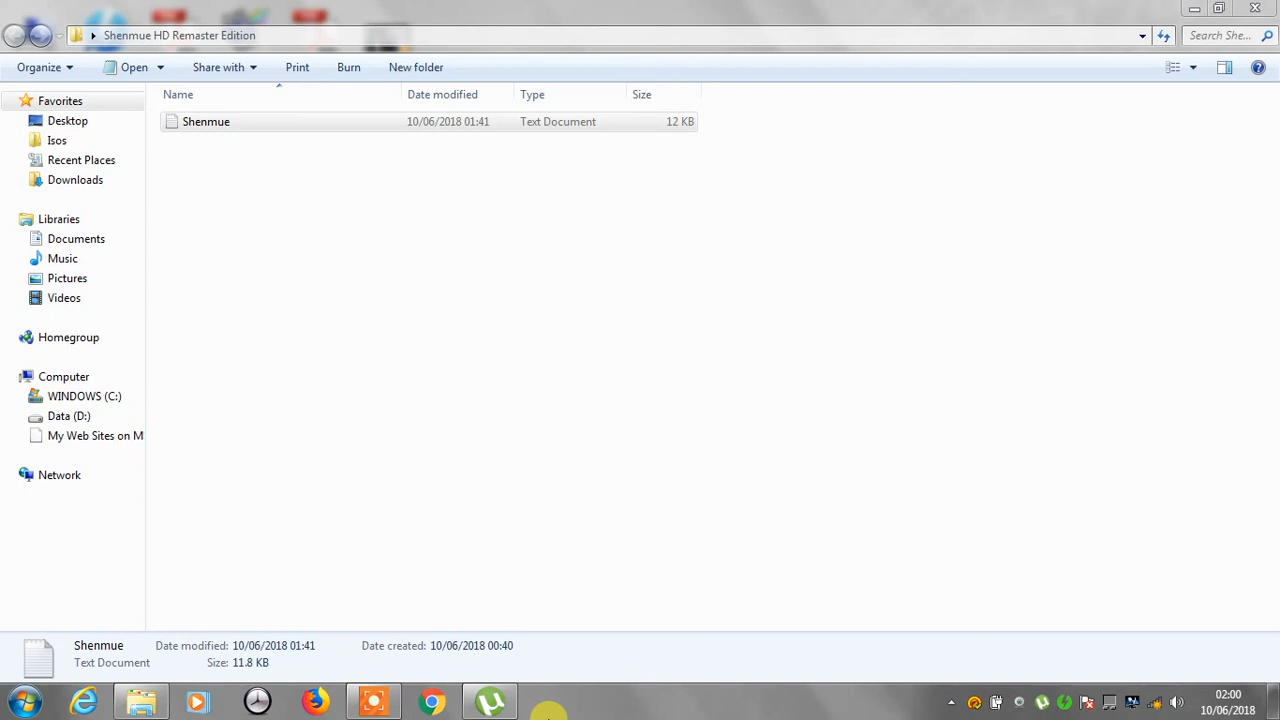 Shenmue HD Remaster Edition
Search She...
Organize
Open
Share with
Print
Burn
New folder
Name
Date modified
Type
Size
Shenmue
10/06/2018 01:41
Text Document
12 KB
Favorites
Desktop
Isos
Recent Places
Downloads
Libraries
Documents
Music
Pictures
Videos
Homegroup
Computer
WINDOWS (C:)
Data (D:)
My Web Sites on M
Network
Shenmue
Date modified: 10/06/2018 01:41
Date created: 10/06/2018 00:40
Text Document
Size: 11.8 KB
02:00
10/06/2018